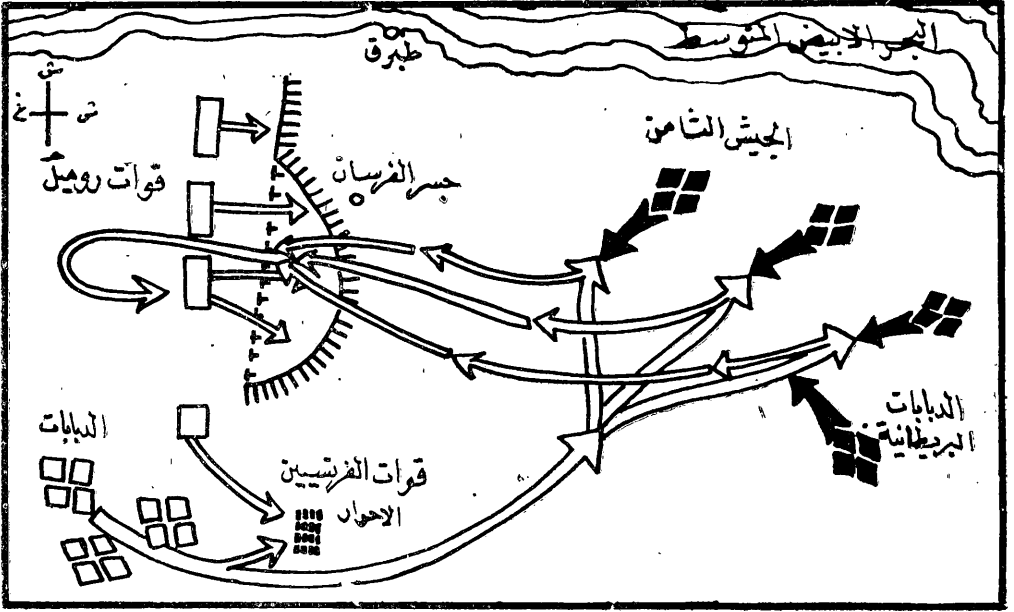 البحر الابيض المتوسط
طبرق
ش
غ ش
ج
الجيش الثامن
قوات روميل
جسر الفرسان
الدبابات
البريطانية
الدبابات
قوات الفرنسيين
الاحرار